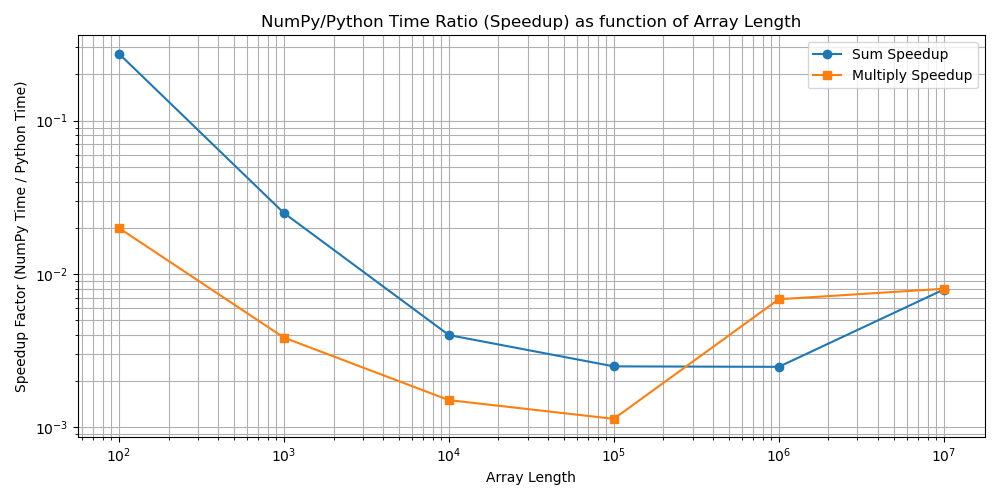 NumPy/Python Time Ratio (Speedup) as function of Array Length
Speedup Factor (NumPy Time / Python Time)
Sum Speedup
Multiply Speedup
10⁻¹
10⁻²
10⁻³
10² 10³ 10⁴ 10⁵ 10⁶ 10⁷
Array Length